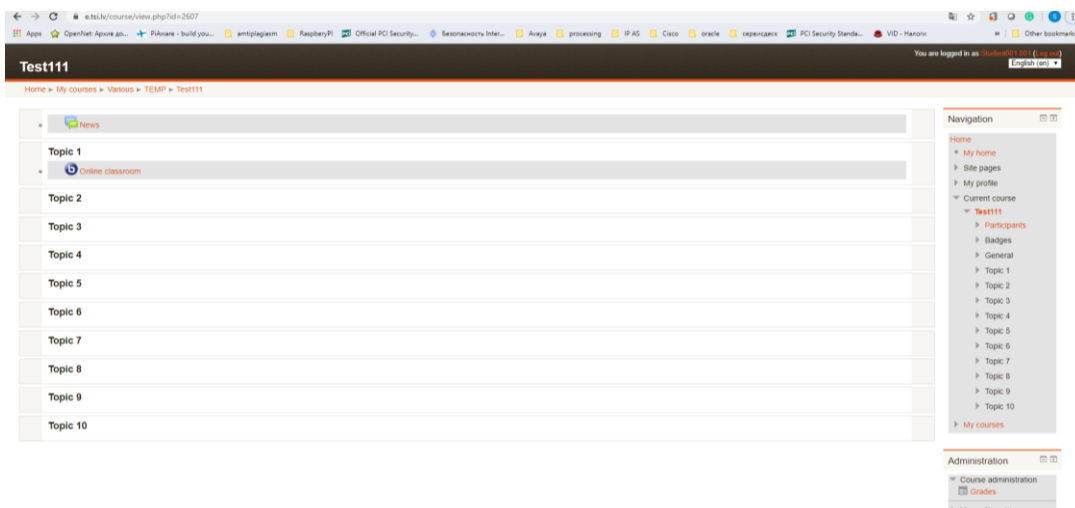 e.tsi.lv/course/view.php?id=2607
Apps OpenNet: Архив до... PiAware - build you... amtiplagiasm RaspberyPI Official PCI Security... Безопасность Inter... Avaya processing IP AS Cisco oracle сервисдеск PCI Security Standa... VID - Налоги » Other bookmarks
You are logged in as Student001 001 (Log out)
Test111
English (en)
Home ► My courses ► Various ► TEMP ► Test111
News
Topic 1
Online classroom
Topic 2
Topic 3
Topic 4
Topic 5
Topic 6
Topic 7
Topic 8
Topic 9
Topic 10
Navigation
Home
My home
Site pages
My profile
Current course
Test111
Participants
Badges
General
Topic 1
Topic 2
Topic 3
Topic 4
Topic 5
Topic 6
Topic 7
Topic 8
Topic 9
Topic 10
My courses
Administration
Course administration
Grades